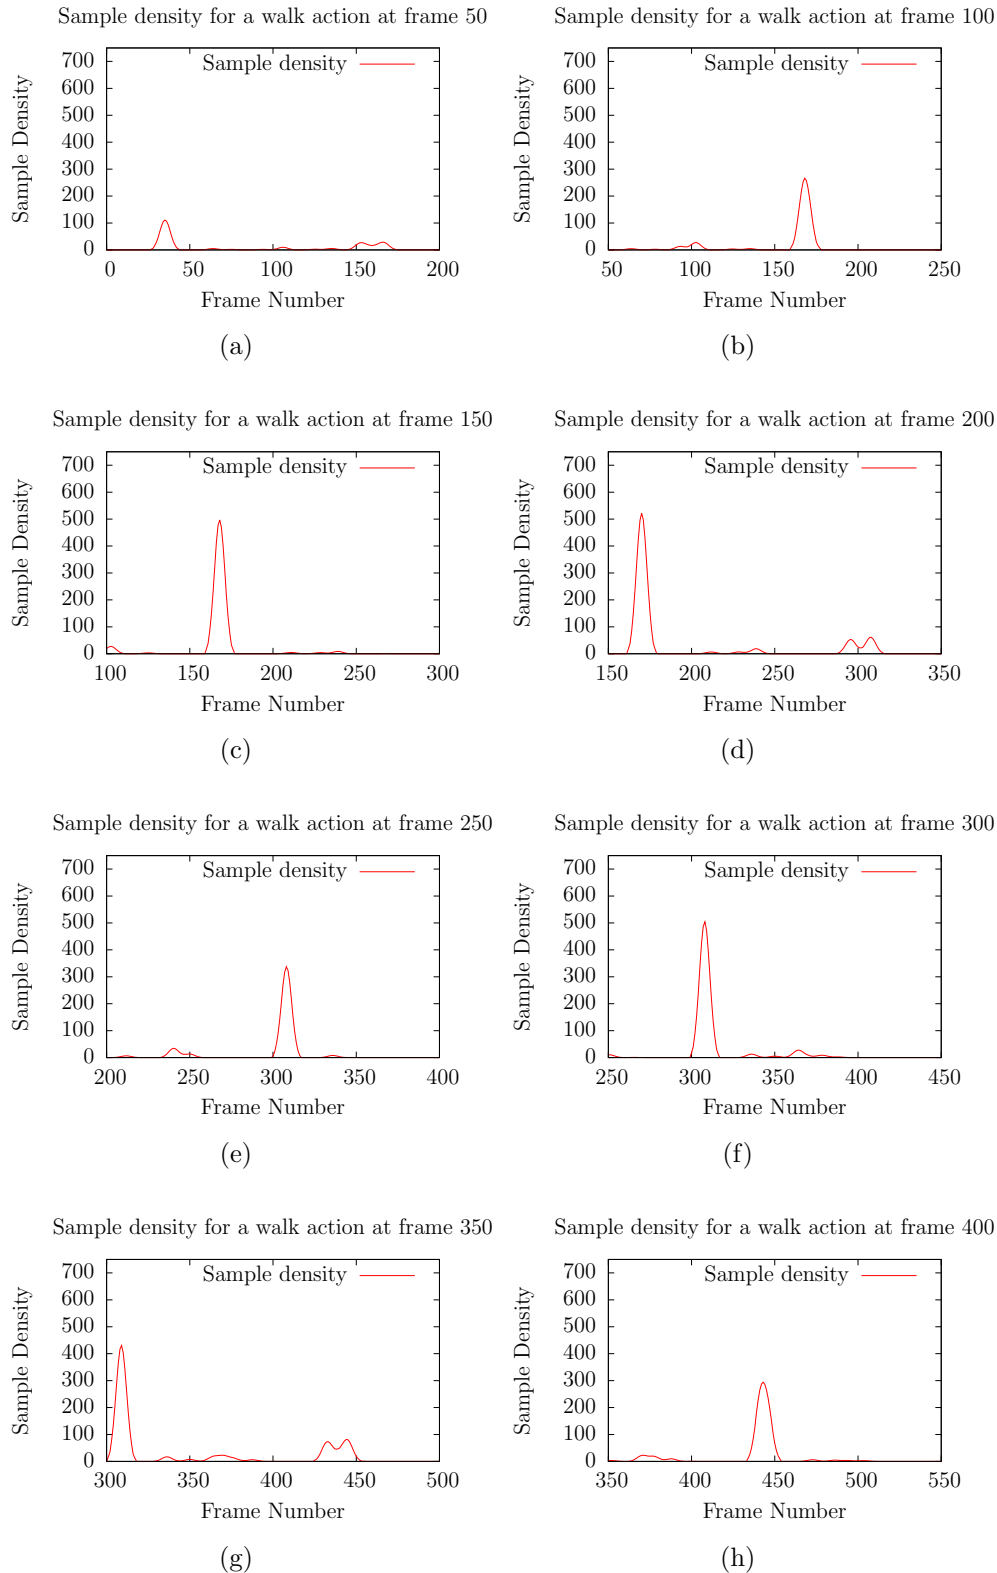 Sample density for a walk action at frame 50
Sample density
Sample Density
700
600
500
400
300
200
100
0
0 50 100 150 200
Frame Number
(a)
Sample density for a walk action at frame 100
Sample density
Sample Density
700
600
500
400
300
200
100
0
50 100 150 200 250
Frame Number
(b)
Sample density for a walk action at frame 150
Sample density
Sample Density
700
600
500
400
300
200
100
0
100 150 200 250 300
Frame Number
(c)
Sample density for a walk action at frame 200
Sample density
Sample Density
700
600
500
400
300
200
100
0
150 200 250 300 350
Frame Number
(d)
Sample density for a walk action at frame 250
Sample density
Sample Density
700
600
500
400
300
200
100
0
200 250 300 350 400
Frame Number
(e)
Sample density for a walk action at frame 300
Sample density
Sample Density
700
600
500
400
300
200
100
0
250 300 350 400 450
Frame Number
(f)
Sample density for a walk action at frame 350
Sample density
Sample Density
700
600
500
400
300
200
100
0
300 350 400 450 500
Frame Number
(g)
Sample density for a walk action at frame 400
Sample density
Sample Density
700
600
500
400
300
200
100
0
350 400 450 500 550
Frame Number
(h)